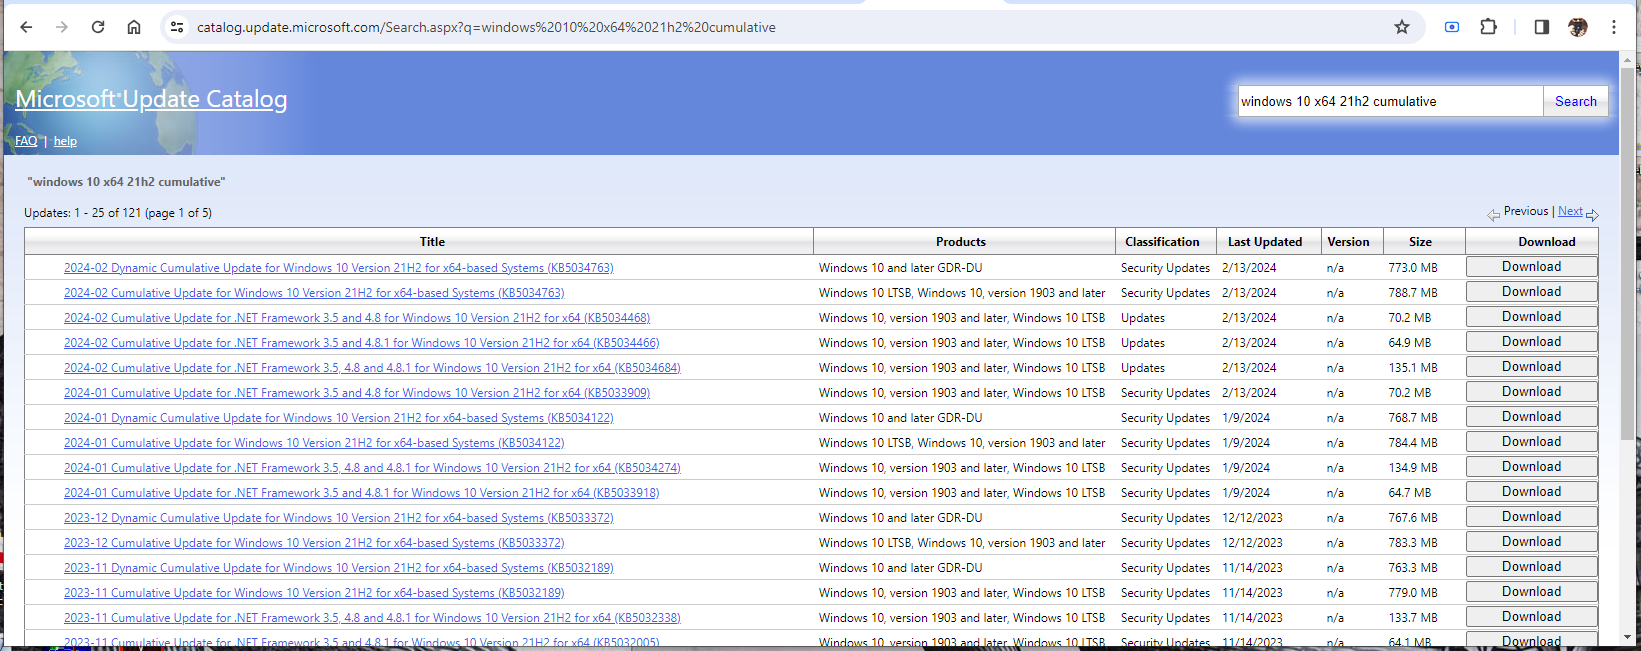 catalog.update.microsoft.com/Search.aspx?q=windows%2010%20x64%2021h2%20cumulative
Microsoft®Update Catalog
windows 10 x64 21h2 cumulative Search
FAQ | help
"windows 10 x64 21h2 cumulative"
Updates: 1 - 25 of 121 (page 1 of 5) Previous | Next
Title Products Classification Last Updated Version Size Download
2024-02 Dynamic Cumulative Update for Windows 10 Version 21H2 for x64-based Systems (KB5034763) Windows 10 and later GDR-DU Security Updates 2/13/2024 n/a 773.0 MB Download
2024-02 Cumulative Update for Windows 10 Version 21H2 for x64-based Systems (KB5034763) Windows 10 LTSB, Windows 10, version 1903 and later Security Updates 2/13/2024 n/a 788.7 MB Download
2024-02 Cumulative Update for .NET Framework 3.5 and 4.8 for Windows 10 Version 21H2 for x64 (KB5034468) Windows 10, version 1903 and later, Windows 10 LTSB Updates 2/13/2024 n/a 70.2 MB Download
2024-02 Cumulative Update for .NET Framework 3.5 and 4.8.1 for Windows 10 Version 21H2 for x64 (KB5034466) Windows 10, version 1903 and later, Windows 10 LTSB Updates 2/13/2024 n/a 64.9 MB Download
2024-02 Cumulative Update for .NET Framework 3.5, 4.8 and 4.8.1 for Windows 10 Version 21H2 for x64 (KB5034684) Windows 10, version 1903 and later, Windows 10 LTSB Updates 2/13/2024 n/a 135.1 MB Download
2024-01 Cumulative Update for .NET Framework 3.5 and 4.8 for Windows 10 Version 21H2 for x64 (KB5033909) Windows 10, version 1903 and later, Windows 10 LTSB Security Updates 2/13/2024 n/a 70.2 MB Download
2024-01 Dynamic Cumulative Update for Windows 10 Version 21H2 for x64-based Systems (KB5034122) Windows 10 and later GDR-DU Security Updates 1/9/2024 n/a 768.7 MB Download
2024-01 Cumulative Update for Windows 10 Version 21H2 for x64-based Systems (KB5034122) Windows 10 LTSB, Windows 10, version 1903 and later Security Updates 1/9/2024 n/a 784.4 MB Download
2024-01 Cumulative Update for .NET Framework 3.5, 4.8 and 4.8.1 for Windows 10 Version 21H2 for x64 (KB5034274) Windows 10, version 1903 and later, Windows 10 LTSB Security Updates 1/9/2024 n/a 134.9 MB Download
2024-01 Cumulative Update for .NET Framework 3.5 and 4.8.1 for Windows 10 Version 21H2 for x64 (KB5033918) Windows 10, version 1903 and later, Windows 10 LTSB Security Updates 1/9/2024 n/a 64.7 MB Download
2023-12 Dynamic Cumulative Update for Windows 10 Version 21H2 for x64-based Systems (KB5033372) Windows 10 and later GDR-DU Security Updates 12/12/2023 n/a 767.6 MB Download
2023-12 Cumulative Update for Windows 10 Version 21H2 for x64-based Systems (KB5033372) Windows 10 LTSB, Windows 10, version 1903 and later Security Updates 12/12/2023 n/a 783.3 MB Download
2023-11 Dynamic Cumulative Update for Windows 10 Version 21H2 for x64-based Systems (KB5032189) Windows 10 and later GDR-DU Security Updates 11/14/2023 n/a 763.3 MB Download
2023-11 Cumulative Update for Windows 10 Version 21H2 for x64-based Systems (KB5032189) Windows 10 LTSB, Windows 10, version 1903 and later Security Updates 11/14/2023 n/a 779.0 MB Download
2023-11 Cumulative Update for .NET Framework 3.5, 4.8 and 4.8.1 for Windows 10 Version 21H2 for x64 (KB5032338) Windows 10, version 1903 and later, Windows 10 LTSB Security Updates 11/14/2023 n/a 133.7 MB Download
2023-11 Cumulative Update for .NET Framework 3.5 and 4.8.1 for Windows 10 Version 21H2 for x64 (KB5032005) Windows 10, version 1903 and later, Windows 10 LTSB Security Updates 11/14/2023 n/a 64.1 MB Download